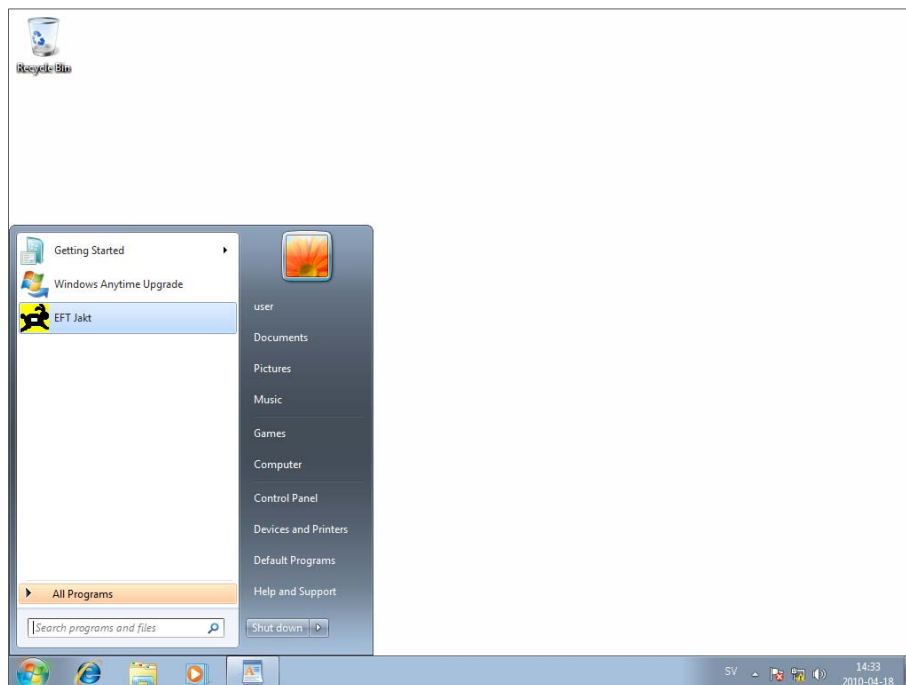 Recycle Bin
Getting Started
Windows Anytime Upgrade
EFT Jakt
All Programs
Search programs and files
user
Documents
Pictures
Music
Games
Computer
Control Panel
Devices and Printers
Default Programs
Help and Support
Shut down
SV
14:33
2010-04-18